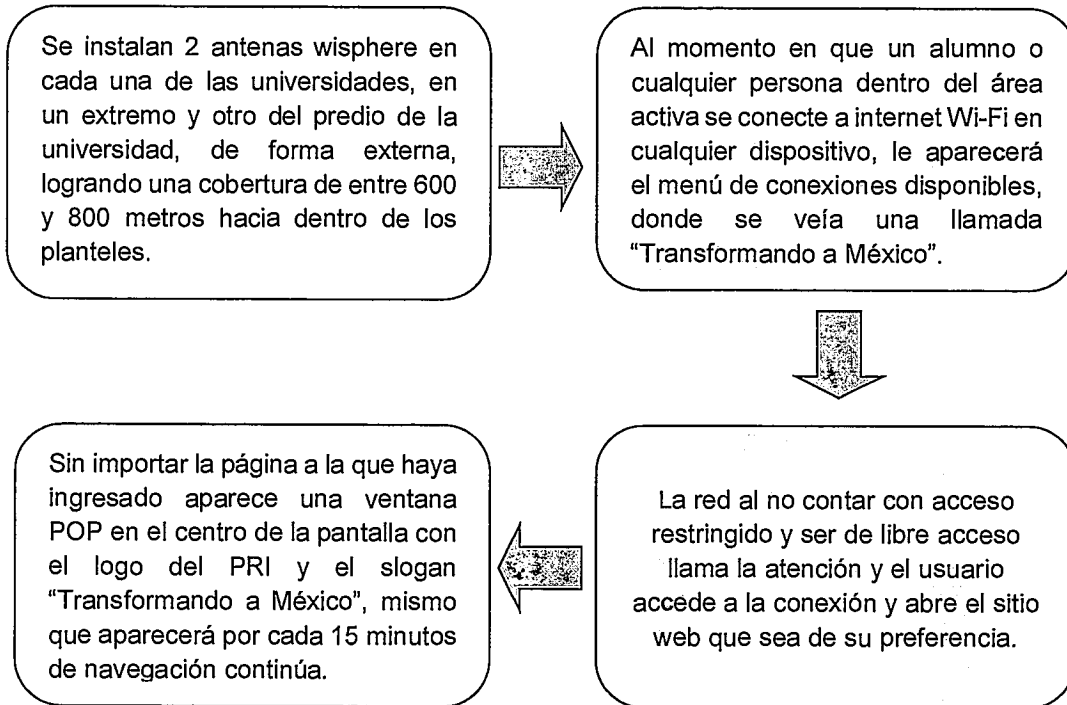 Se instalan 2 antenas wisphere en
cada una de las universidades, en
un extremo y otro del predio de la
universidad, de forma externa,
logrando una cobertura de entre 600
y 800 metros hacia dentro de los
planteles.
Al momento en que un alumno o
cualquier persona dentro del área
activa se conecte a internet Wi-Fi en
cualquier dispositivo, le aparecerá
el menú de conexiones disponibles,
donde se veía una llamada
“Transformando a México”.
La red al no contar con acceso
restringido y ser de libre acceso
llama la atención y el usuario
accede a la conexión y abre el sitio
web que sea de su preferencia.
Sin importar la página a la que haya
ingresado aparece una ventana
POP en el centro de la pantalla con
el logo del PRI y el slogan
“Transformando a México”, mismo
que aparecerá por cada 15 minutos
de navegación continúa.